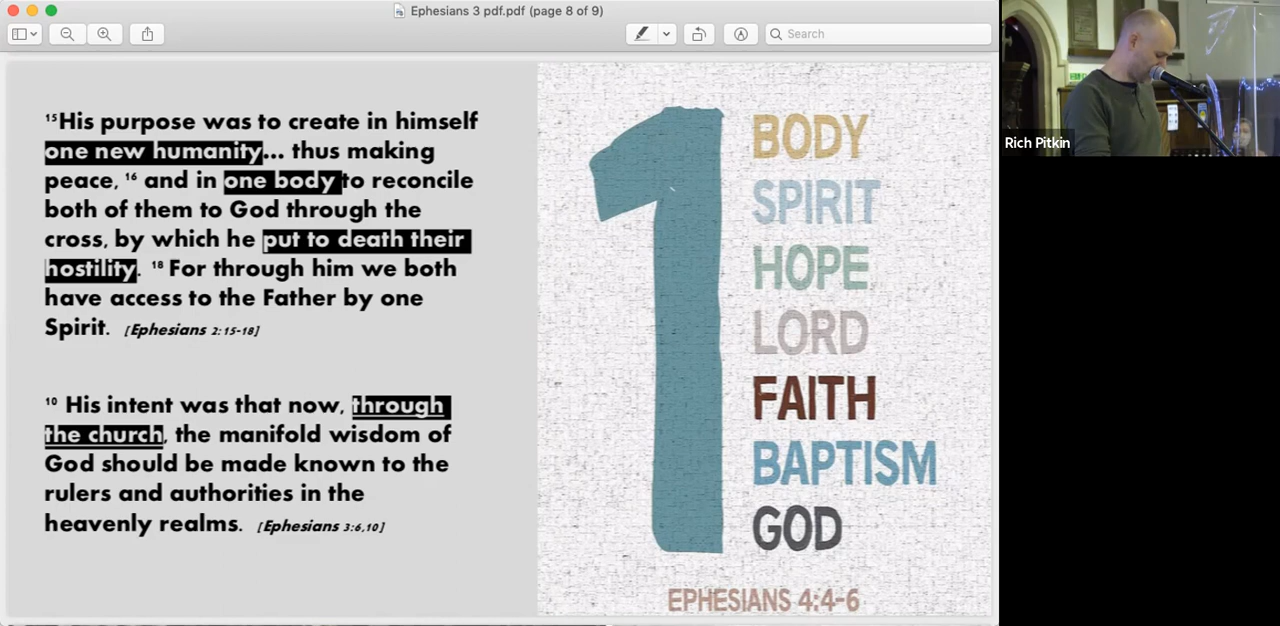 Ephesians 3 pdf.pdf (page 8 of 9)
Search
15His purpose was to create in himself
one new humanity... thus making
peace, 16 and in one body to reconcile
both of them to God through the
cross, by which he put to death their
hostility. 18 For through him we both
have access to the Father by one
Spirit. [Ephesians 2:15-18]
10 His intent was that now, through
the church, the manifold wisdom of
God should be made known to the
rulers and authorities in the
heavenly realms. [Ephesians 3:6,10]
1
BODY
SPIRIT
HOPE
LORD
FAITH
BAPTISM
GOD
EPHESIANS 4:4-6
Rich Pitkin